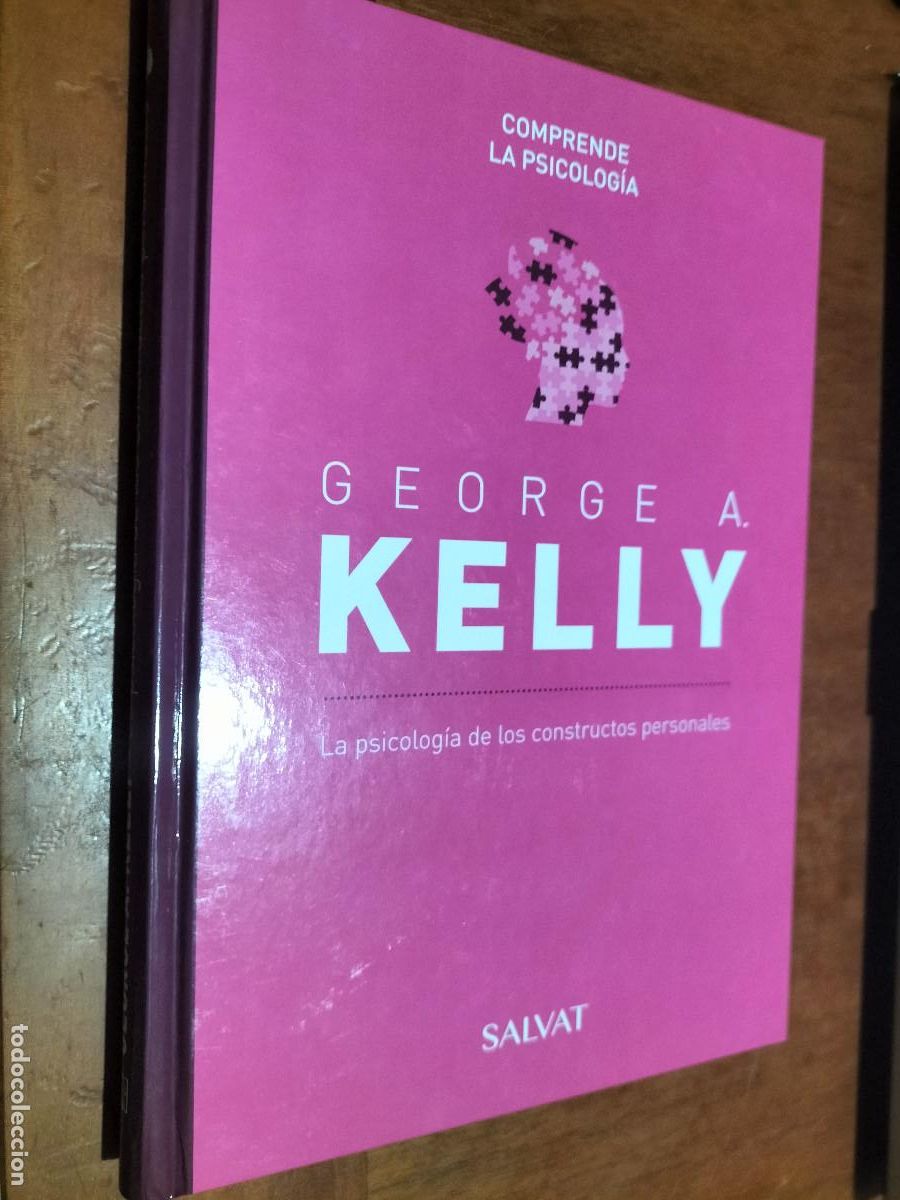 COMPRENDE
LA PSICOLOGÍA
GEORGE A.
KELLY
La psicología de los constructos personales
SALVAT
todocoleccion